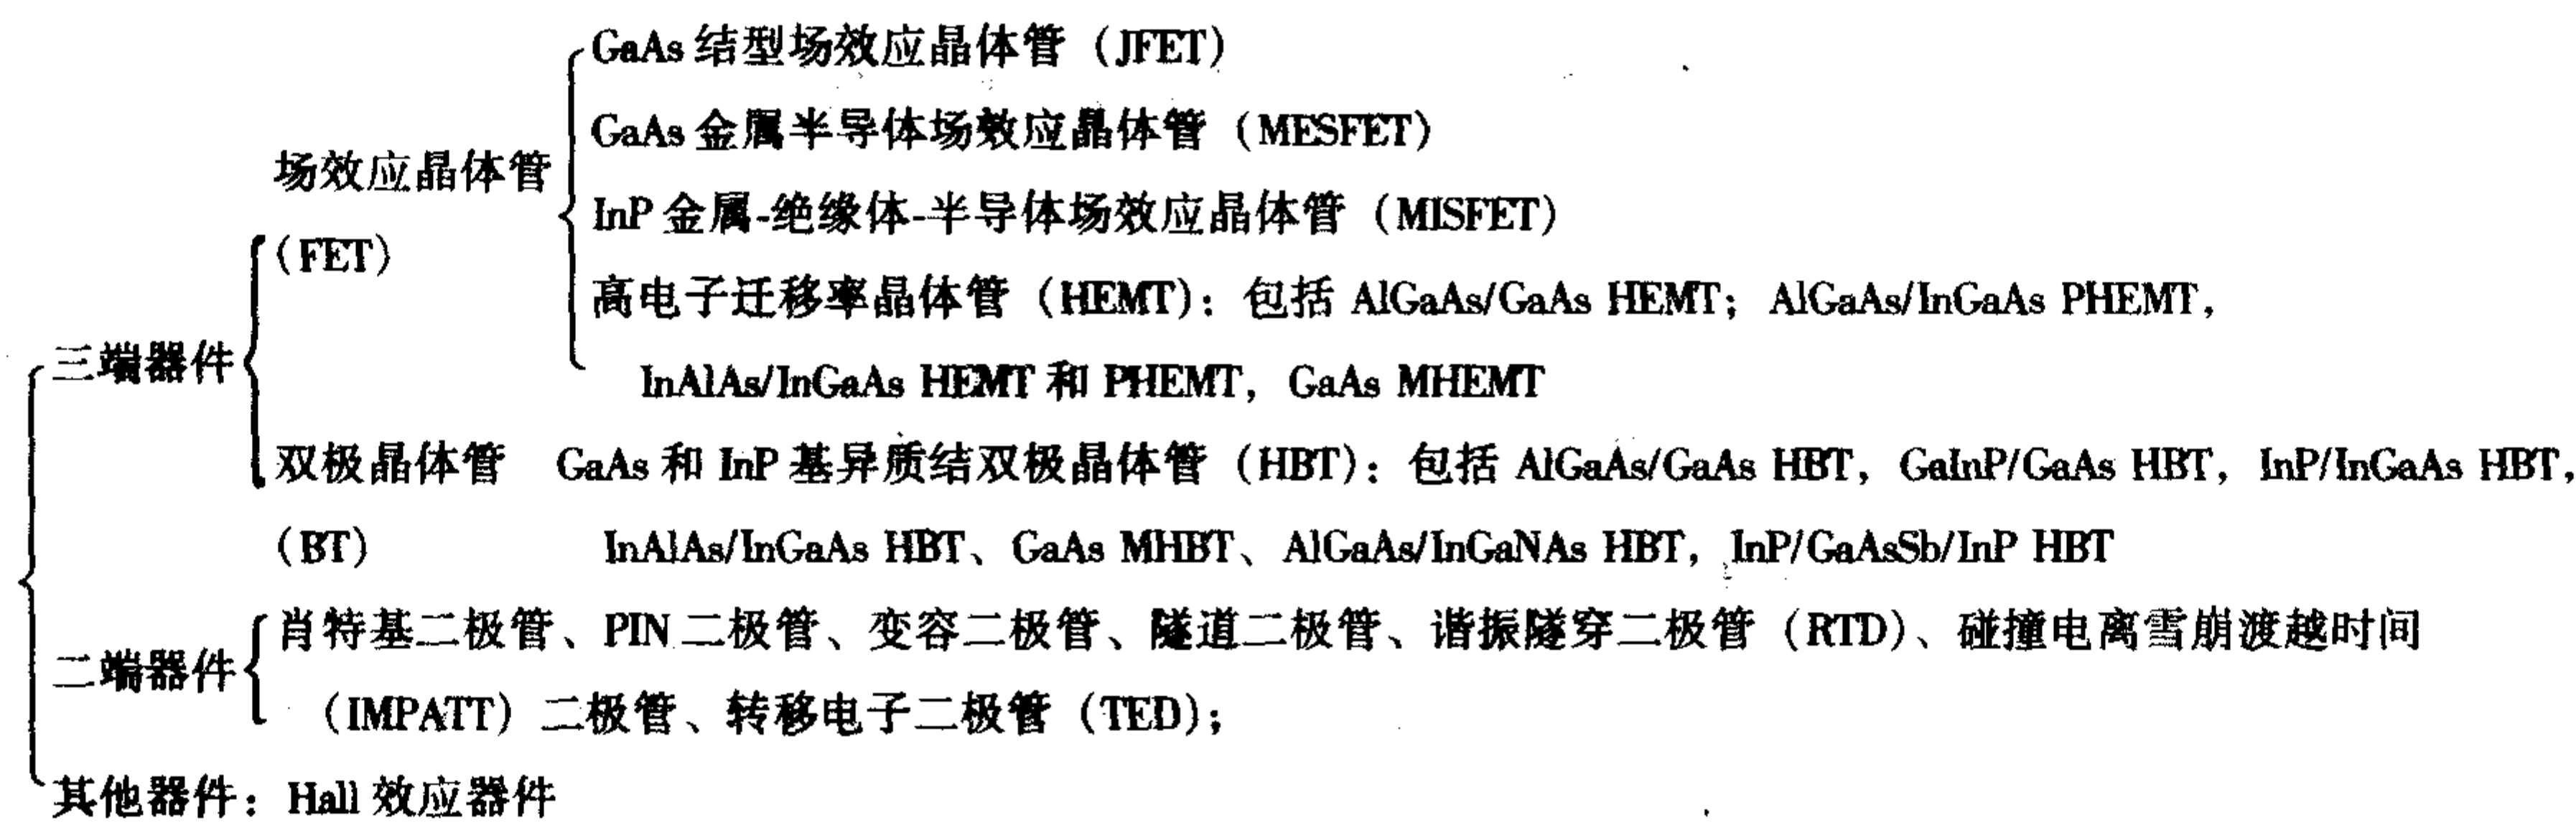 GaAs 结型场效应晶体管（JFET）
GaAs 金属半导体场效应晶体管（MESFET）
场效应晶体管
InP 金属-绝缘体-半导体场效应晶体管（MISFET）
（FET）
高电子迁移率晶体管（HEMT）：包括 AlGaAs/GaAs HEMT；AlGaAs/InGaAs PHEMT，
三端器件
InAlAs/InGaAs HEMT 和 PHEMT，GaAs MHEMT
双极晶体管 GaAs 和 InP 基异质结双极晶体管（HBT）：包括 AlGaAs/GaAs HBT，GaInP/GaAs HBT，InP/InGaAs HBT，
（BT） InAlAs/InGaAs HBT、GaAs MHBT、AlGaAs/InGaNAs HBT，InP/GaAsSb/InP HBT
肖特基二极管、PIN 二极管、变容二极管、隧道二极管、谐振隧穿二极管（RTD）、碰撞电离雪崩渡越时间
二端器件
（IMPATT）二极管、转移电子二极管（TED）；
其他器件：Hall 效应器件